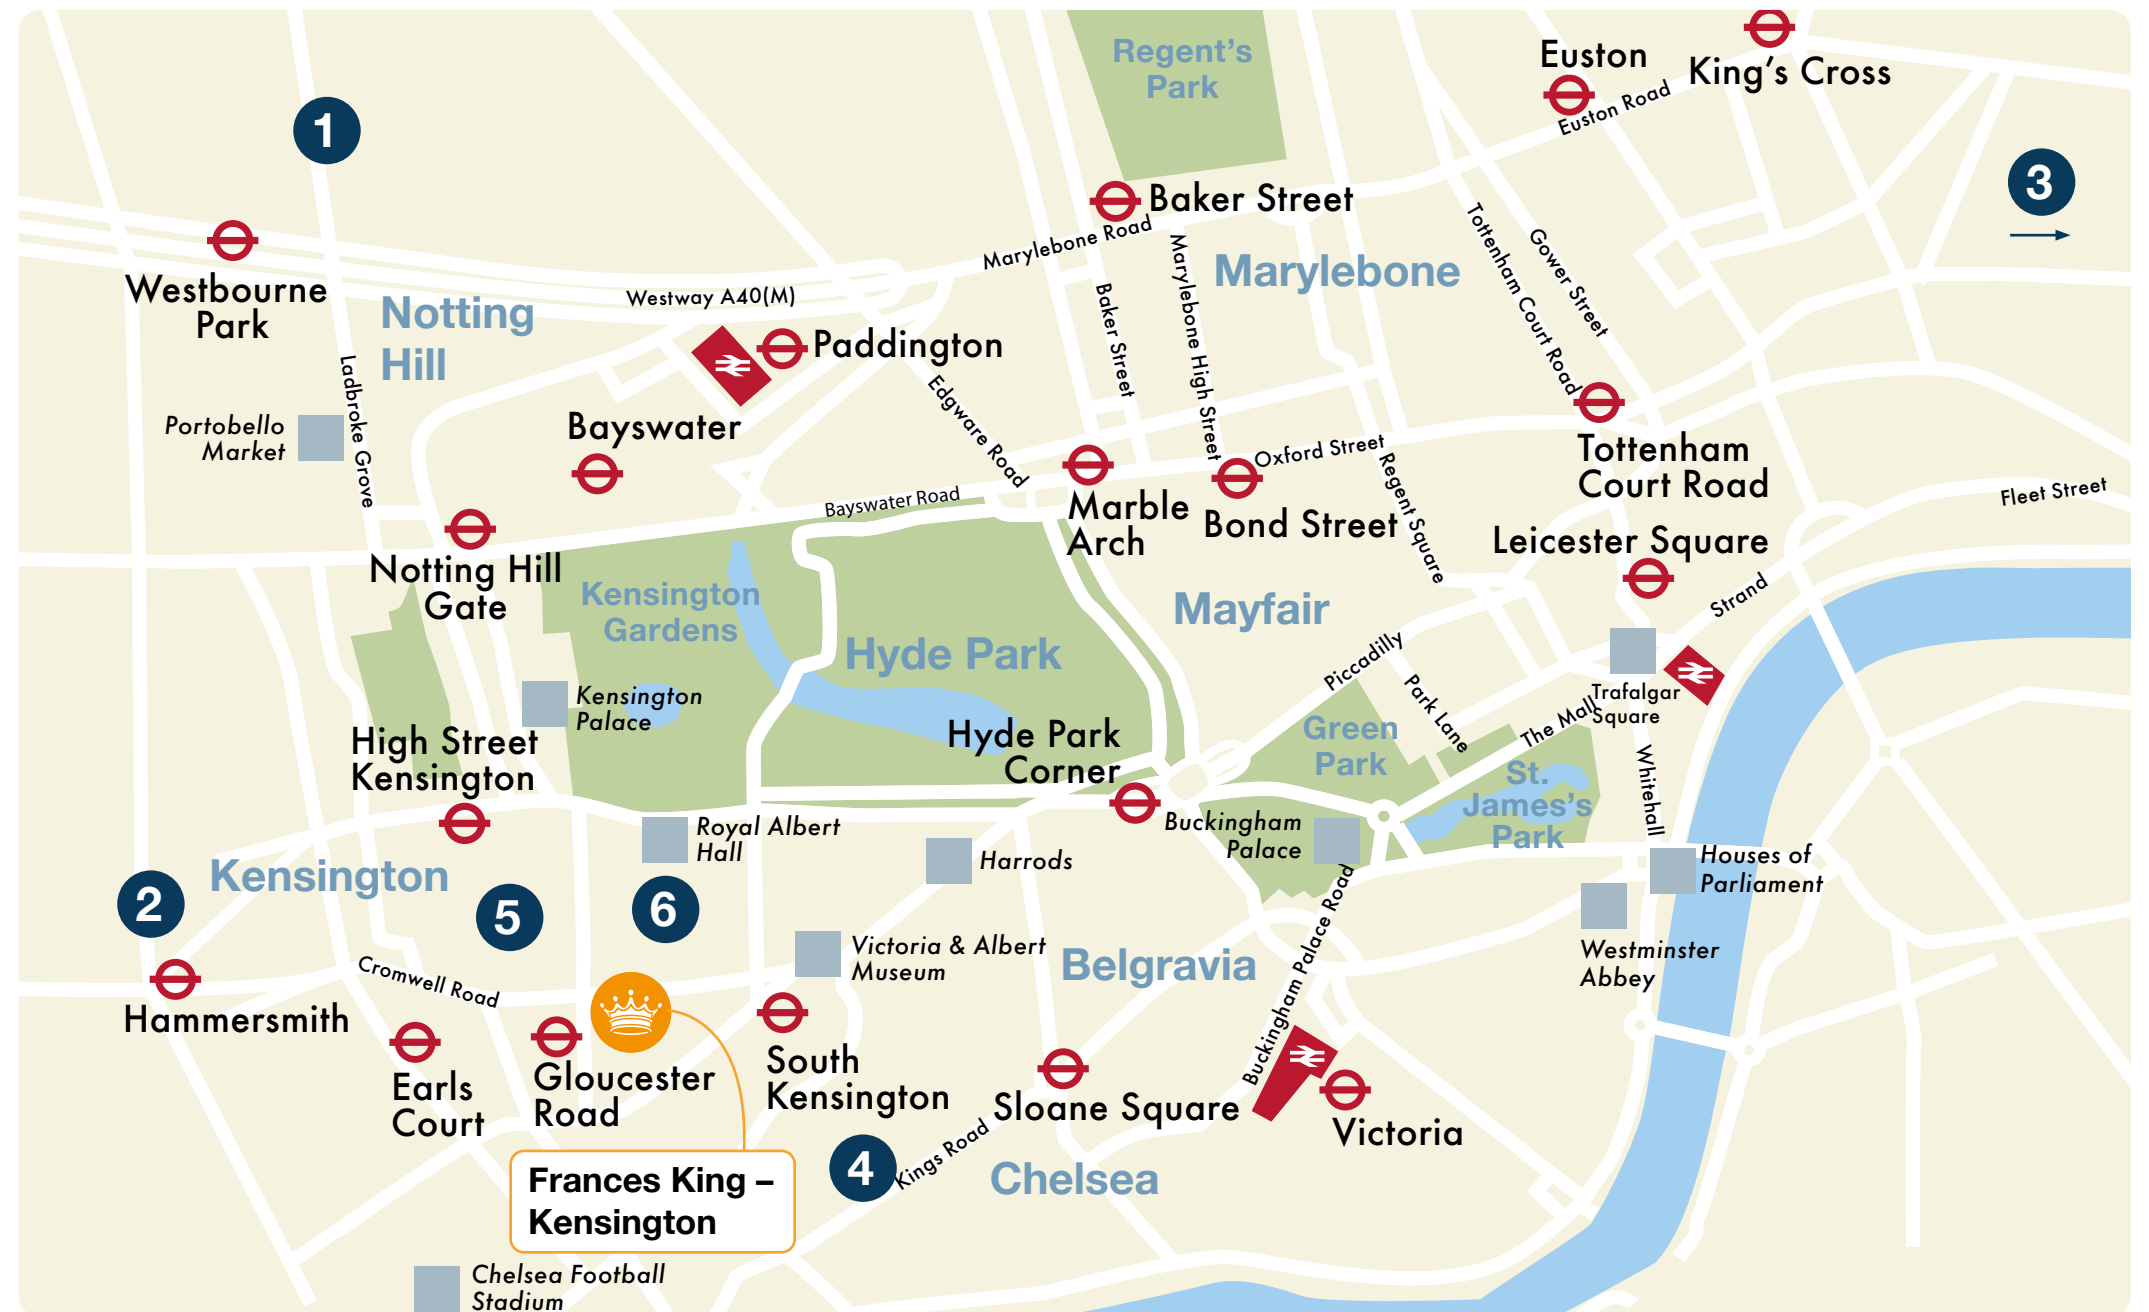 Regent's
Park
Euston
King's Cross
Euston Road
1
3
Baker Street
Marylebone Road
Westbourne
Park
Notting
Hill
Westway A40(M)
Paddington
Marylebone
Baker Street
Marylebone High Street
Tottenham Court Road
Gower Street
Portobello
Market
Ladbroke Grove
Bayswater
Edgware Road
Bayswater Road
Marble
Arch
Oxford Street
Bond Street
Regent Square
Tottenham
Court Road
Fleet Street
Leicester Square
Strand
Notting Hill
Gate
Kensington
Gardens
Hyde Park
Mayfair
Piccadilly
Park Lane
Kensington
Palace
Trafalgar
Square
The Mall
Whitehall
High Street
Kensington
Hyde Park
Corner
Green
Park
St.
James's
Park
Royal Albert
Hall
Harrods
Buckingham
Palace
Houses of
Parliament
Kensington
2
5
6
Victoria & Albert
Museum
Belgravia
Buckingham Palace Road
Westminster
Abbey
Cromwell Road
Hammersmith
Earls
Court
Gloucester
Road
South
Kensington
Sloane Square
Victoria
4
Kings Road
Chelsea
Frances King –
Kensington
Chelsea Football
Stadium